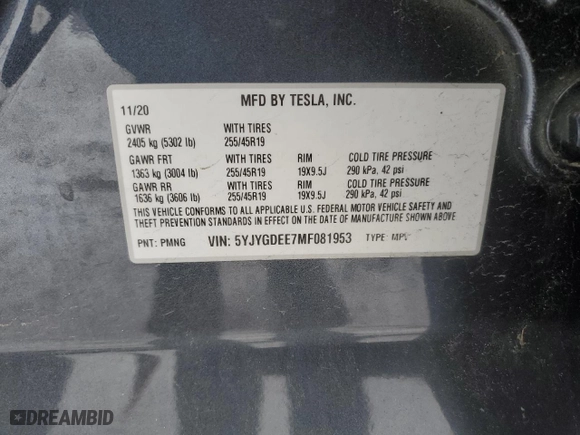 MFD BY TESLA, INC.
11/20
GVWR WITH TIRES
2405 kg (5302 lb) 255/45R19
GAWR FRT WITH TIRES RIM COLD TIRE PRESSURE
1363 kg (3004 lb) 255/45R19 19X9.5J 290 kPa, 42 psi
GAWR RR WITH TIRES RIM COLD TIRE PRESSURE
1636 kg (3606 lb) 255/45R19 19X9.5J 290 kPa, 42 psi
THIS VEHICLE CONFORMS TO ALL APPLICABLE U.S. FEDERAL MOTOR VEHICLE SAFETY AND
THEFT PREVENTION STANDARDS IN EFFECT ON THE DATE OF MANUFACTURE SHOWN ABOVE.
PNT: PMNG VIN: 5YJYGDEE7MF081953 TYPE: MPV
DREAMBID